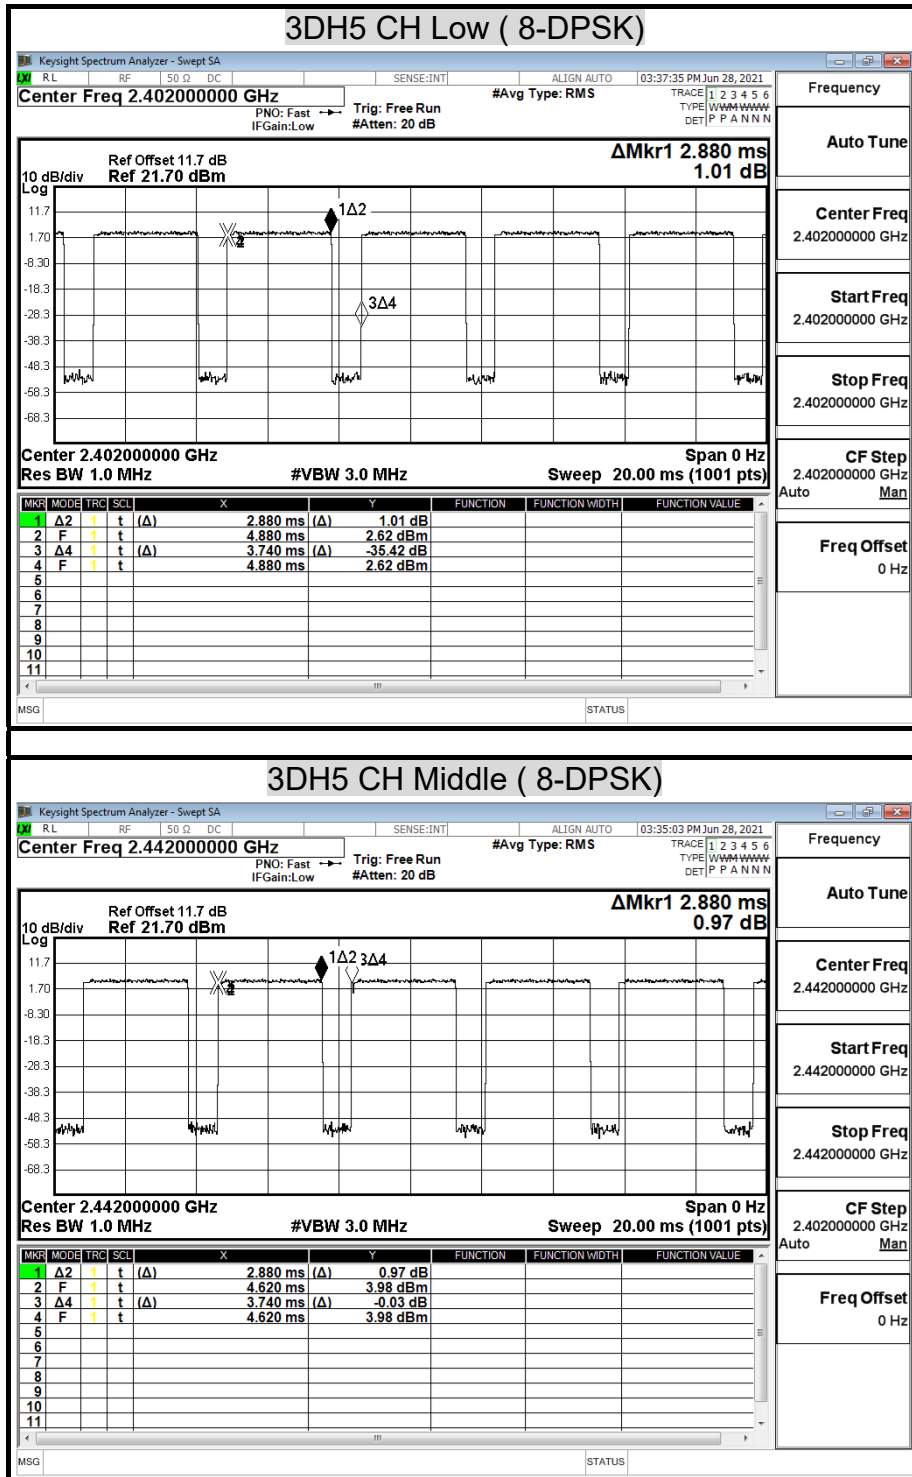 3DH5 CH Low ( 8-DPSK)
Keysight Spectrum Analyzer - Swept SA
LXI RL RF 50 Ω DC SENSE:INT ALIGN AUTO 03:37:35 PM Jun 28, 2021
Center Freq 2.402000000 GHz #Avg Type: RMS TRACE 1 2 3 4 5 6
PNO: Fast Trig: Free Run TYPE WWMWWWW
IFGain:Low #Atten: 20 dB DET P P A N N N
Frequency
Auto Tune
Center Freq
2.402000000 GHz
Start Freq
2.402000000 GHz
Stop Freq
2.402000000 GHz
CF Step
2.402000000 GHz
Auto Man
Freq Offset
0 Hz
ΔMkr1 2.880 ms
1.01 dB
Ref Offset 11.7 dB
10 dB/div Ref 21.70 dBm
Log
11.7
1.70
-8.30
-18.3
-28.3
-38.3
-48.3
-58.3
-68.3
1Δ2
3Δ4
Center 2.402000000 GHz Span 0 Hz
Res BW 1.0 MHz #VBW 3.0 MHz Sweep 20.00 ms (1001 pts)
MKR MODE TRC SCL X Y FUNCTION FUNCTION WIDTH FUNCTION VALUE
1 Δ2 1 t (Δ) 2.880 ms (Δ) 1.01 dB
2 F 1 t 4.880 ms 2.62 dBm
3 Δ4 1 t (Δ) 3.740 ms (Δ) -35.42 dB
4 F 1 t 4.880 ms 2.62 dBm
5
6
7
8
9
10
11
MSG STATUS
3DH5 CH Middle ( 8-DPSK)
Keysight Spectrum Analyzer - Swept SA
LXI RL RF 50 Ω DC SENSE:INT ALIGN AUTO 03:35:03 PM Jun 28, 2021
Center Freq 2.442000000 GHz #Avg Type: RMS TRACE 1 2 3 4 5 6
PNO: Fast Trig: Free Run TYPE WWMWWWW
IFGain:Low #Atten: 20 dB DET P P A N N N
Frequency
Auto Tune
Center Freq
2.442000000 GHz
Start Freq
2.442000000 GHz
Stop Freq
2.442000000 GHz
CF Step
2.402000000 GHz
Auto Man
Freq Offset
0 Hz
ΔMkr1 2.880 ms
0.97 dB
Ref Offset 11.7 dB
10 dB/div Ref 21.70 dBm
Log
11.7
1.70
-8.30
-18.3
-28.3
-38.3
-48.3
-58.3
-68.3
1Δ2 3Δ4
Center 2.442000000 GHz Span 0 Hz
Res BW 1.0 MHz #VBW 3.0 MHz Sweep 20.00 ms (1001 pts)
MKR MODE TRC SCL X Y FUNCTION FUNCTION WIDTH FUNCTION VALUE
1 Δ2 1 t (Δ) 2.880 ms (Δ) 0.97 dB
2 F 1 t 4.620 ms 3.98 dBm
3 Δ4 1 t (Δ) 3.740 ms (Δ) -0.03 dB
4 F 1 t 4.620 ms 3.98 dBm
5
6
7
8
9
10
11
MSG STATUS